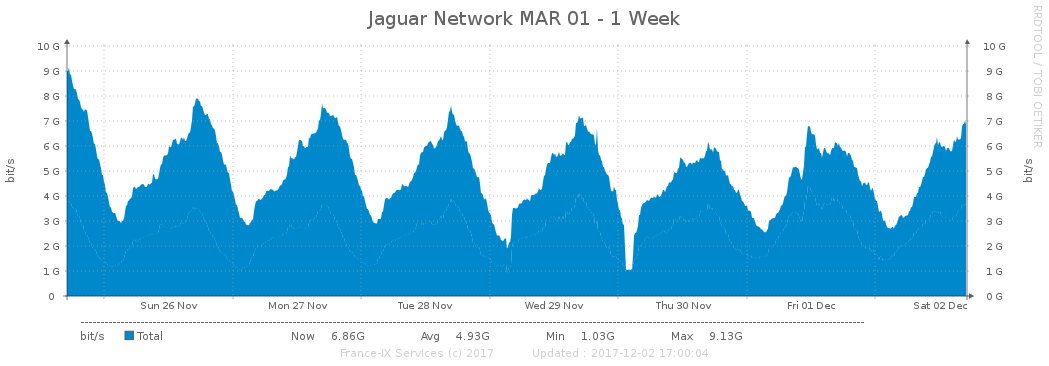 Jaguar Network MAR 01 - 1 Week
RRDTOOL / TOBI OETIKER
bit/s
bit/s
10 G 10 G
9 G 9 G
8 G 8 G
7 G 7 G
6 G 6 G
5 G 5 G
4 G 4 G
3 G 3 G
2 G 2 G
1 G 1 G
0 0 G
Sun 26 Nov Mon 27 Nov Tue 28 Nov Wed 29 Nov Thu 30 Nov Fri 01 Dec Sat 02 Dec
bit/s Total Now 6.86G Avg 4.93G Min 1.03G Max 9.13G
France-IX Services (c) 2017 Updated : 2017-12-02 17:00:04